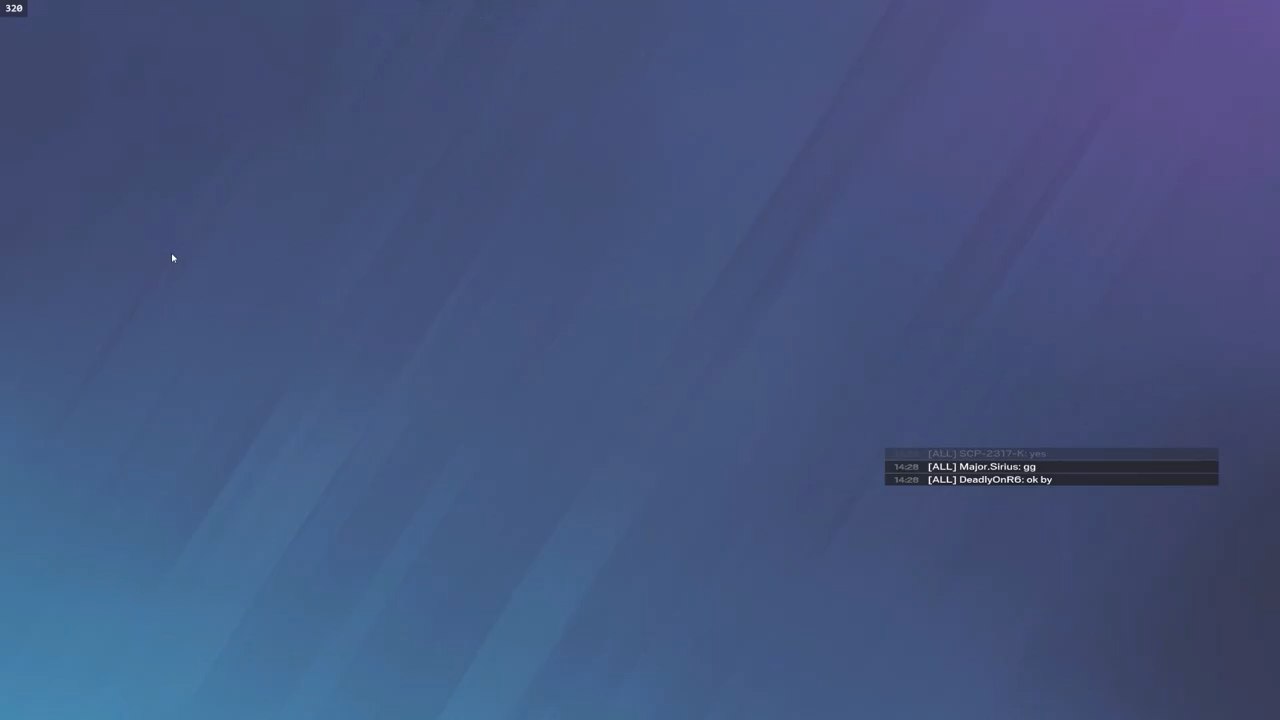 320
[ALL] SCP-2317-K: yes
14:28 [ALL] Major.Sirius: gg
14:28 [ALL] DeadlyOnR6: ok by